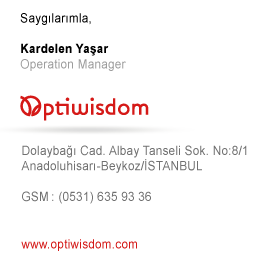 Saygılarımla,
Kardelen Yaşar
Operation Manager
Optiwisdom
Dolaybağı Cad. Albay Tanseli Sok. No:8/1
Anadoluhisarı-Beykoz/İSTANBUL
GSM : (0531) 635 93 36
www.optiwisdom.com